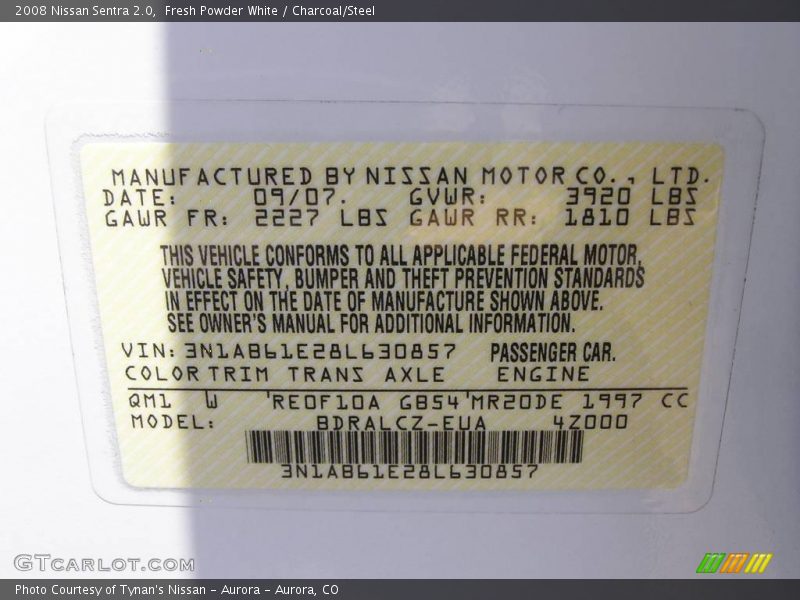 2008 Nissan Sentra 2.0,  Fresh Powder White / Charcoal/Steel
MANUFACTURED BY NISSAN MOTOR CO., LTD.
DATE: 09/07. GVWR: 3920 LBS
GAWR FR: 2227 LBS GAWR RR: 1810 LBS
THIS VEHICLE CONFORMS TO ALL APPLICABLE FEDERAL MOTOR,
VEHICLE SAFETY, BUMPER AND THEFT PREVENTION STANDARDS
IN EFFECT ON THE DATE OF MANUFACTURE SHOWN ABOVE.
SEE OWNER'S MANUAL FOR ADDITIONAL INFORMATION.
VIN: 3N1AB61E28L630857 PASSENGER CAR.
COLOR TRIM TRANS AXLE ENGINE
QM1 W 'RE0F10A GB54'MR20DE 1997 CC
MODEL: BDRALCZ-EUA 4Z000
3N1AB61E28L630857
GTCARLOT.COM
Photo Courtesy of Tynan's Nissan - Aurora - Aurora, CO